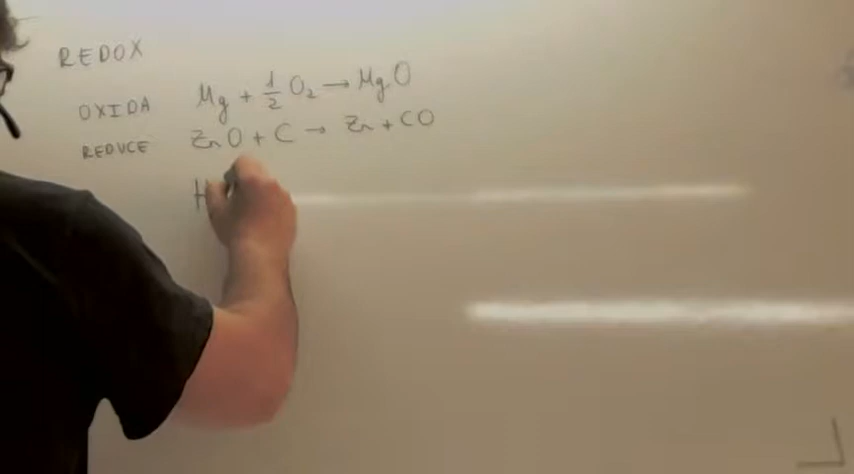 REDOX
OXIDA Mg + 1/2 O₂ → MgO
REDUCE ZnO + C → Zn + CO
H